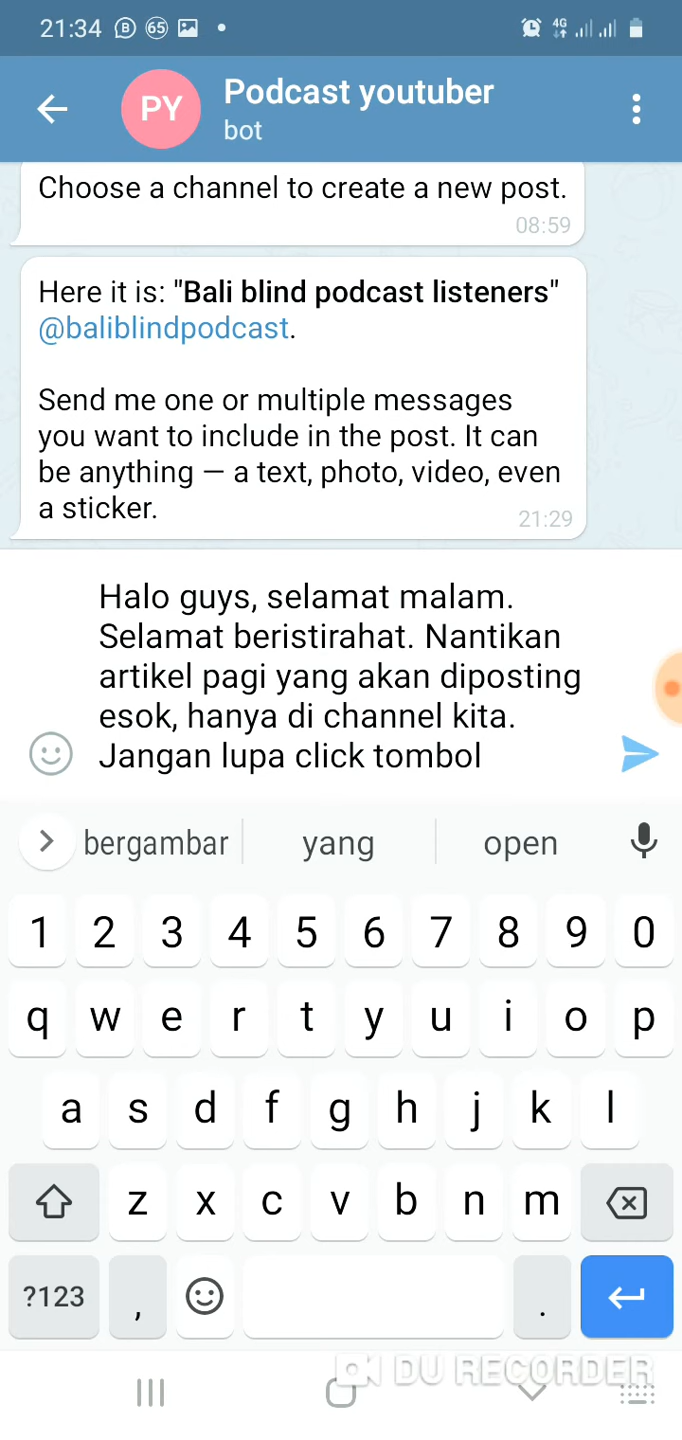 21:34 B 65
4G
PY
Podcast youtuber
bot
Choose a channel to create a new post.
08:59
Here it is: "Bali blind podcast listeners"
@baliblindpodcast.
Send me one or multiple messages
you want to include in the post. It can
be anything — a text, photo, video, even
a sticker.
21:29
Halo guys, selamat malam.
Selamat beristirahat. Nantikan
artikel pagi yang akan diposting
esok, hanya di channel kita.
Jangan lupa click tombol
bergambar yang open
1 2 3 4 5 6 7 8 9 0
q w e r t y u i o p
a s d f g h j k l
z x c v b n m
?123 , .
DU RECORDER